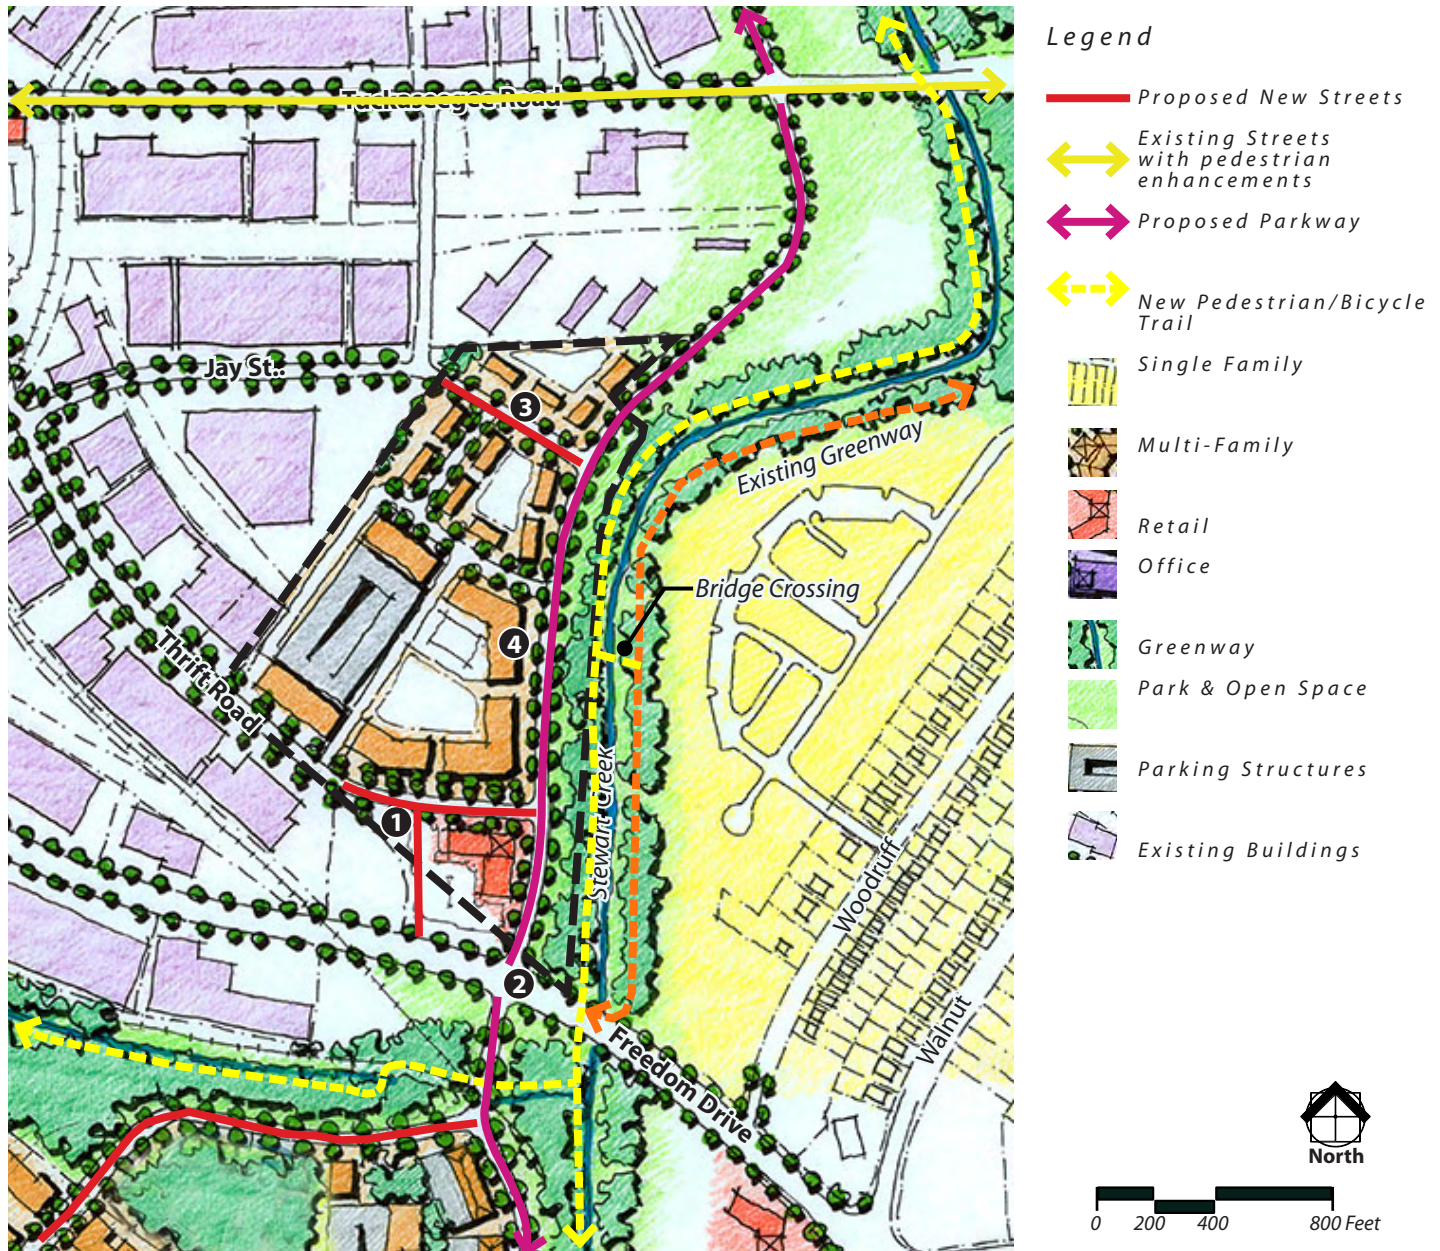 Legend
Proposed New Streets
Existing Streets
with pedestrian
enhancements
Proposed Parkway
New Pedestrian/Bicycle
Trail
Single Family
Multi-Family
Retail
Office
Greenway
Park & Open Space
Parking Structures
Existing Buildings
Tuckaseegee Road
Jay St..
3
Existing Greenway
Bridge Crossing
4
Thrift Road
Stewart Creek
1
Woodruff
2
Walnut
Freedom Drive
North
0 200 400 800 Feet